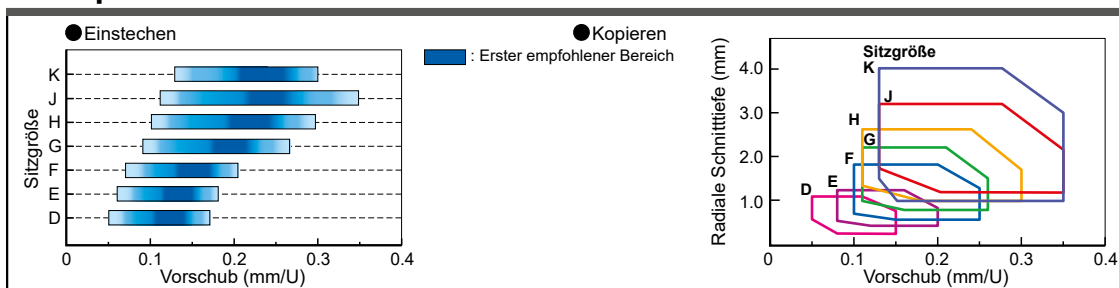 ● Einstechen
: Erster empfohlener Bereich
Sitzgröße
K
J
H
G
F
E
D
0 0.1 0.2 0.3 0.4
Vorschub (mm/U)
● Kopieren
Radiale Schnitttiefe (mm)
4.0
3.0
2.0
1.0
Sitzgröße
K
J
H
G
F
E
D
0 0.1 0.2 0.3 0.4
Vorschub (mm/U)